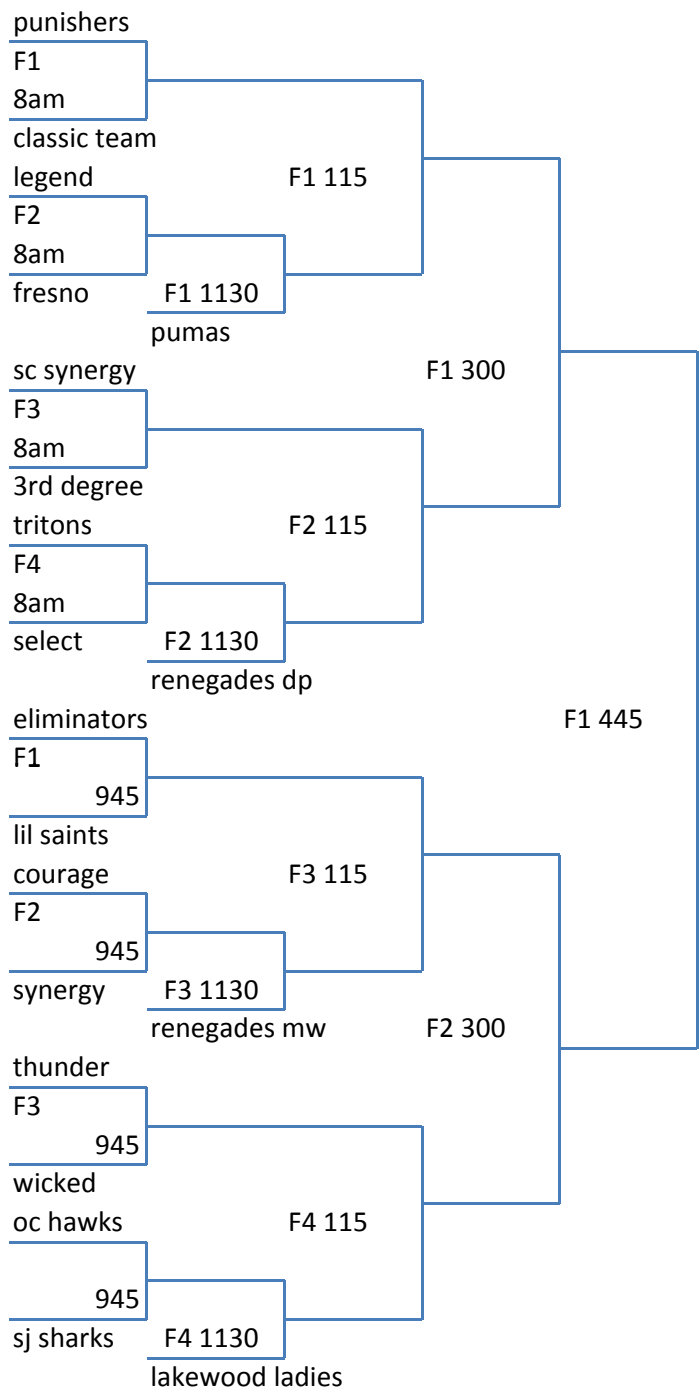 punishers
F1
8am
classic team
legend
F1 115
F2
8am
fresno
F1 1130
pumas
sc synergy
F1 300
F3
8am
3rd degree
tritons
F2 115
F4
8am
select
F2 1130
renegades dp
eliminators
F1 445
F1
945
lil saints
courage
F3 115
F2
945
synergy
F3 1130
renegades mw
F2 300
thunder
F3
945
wicked
oc hawks
F4 115
945
sj sharks
F4 1130
lakewood ladies